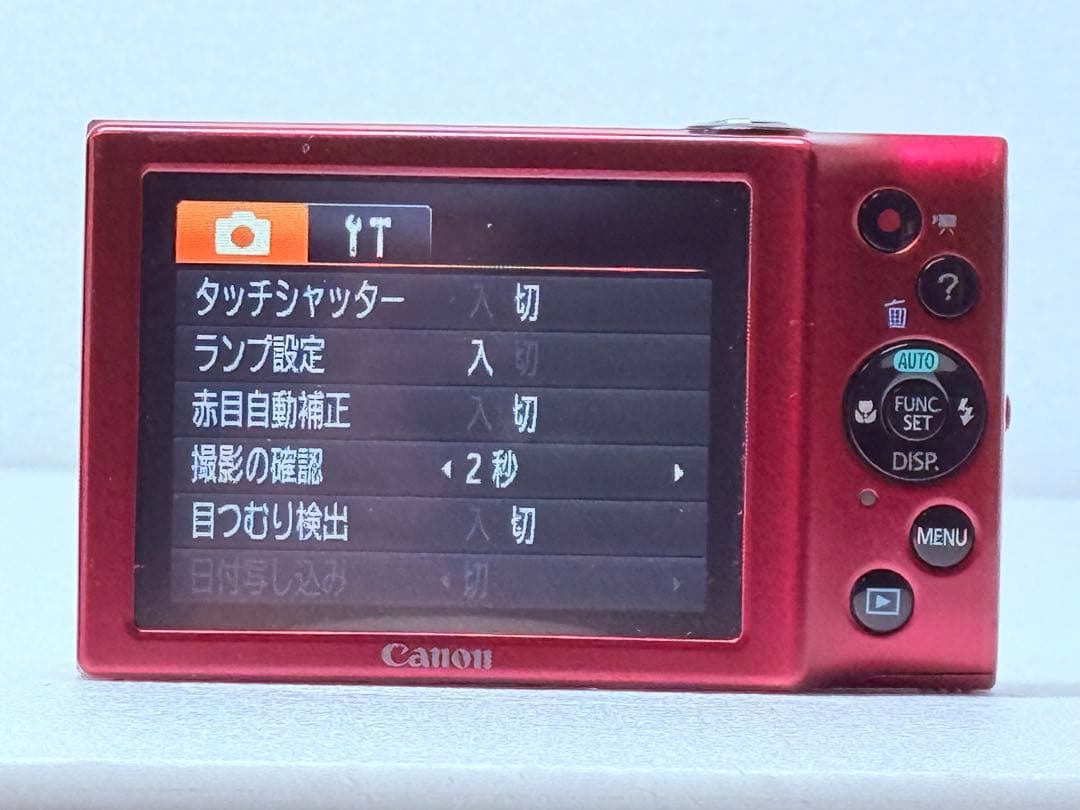 タッチシャッター 入 切
ランプ設定 入 切
赤目自動補正 入 切
撮影の確認 2秒
目つむり検出 入 切
日付写し込み 切
?
AUTO
FUNC.
SET
DISP.
MENU
Canon